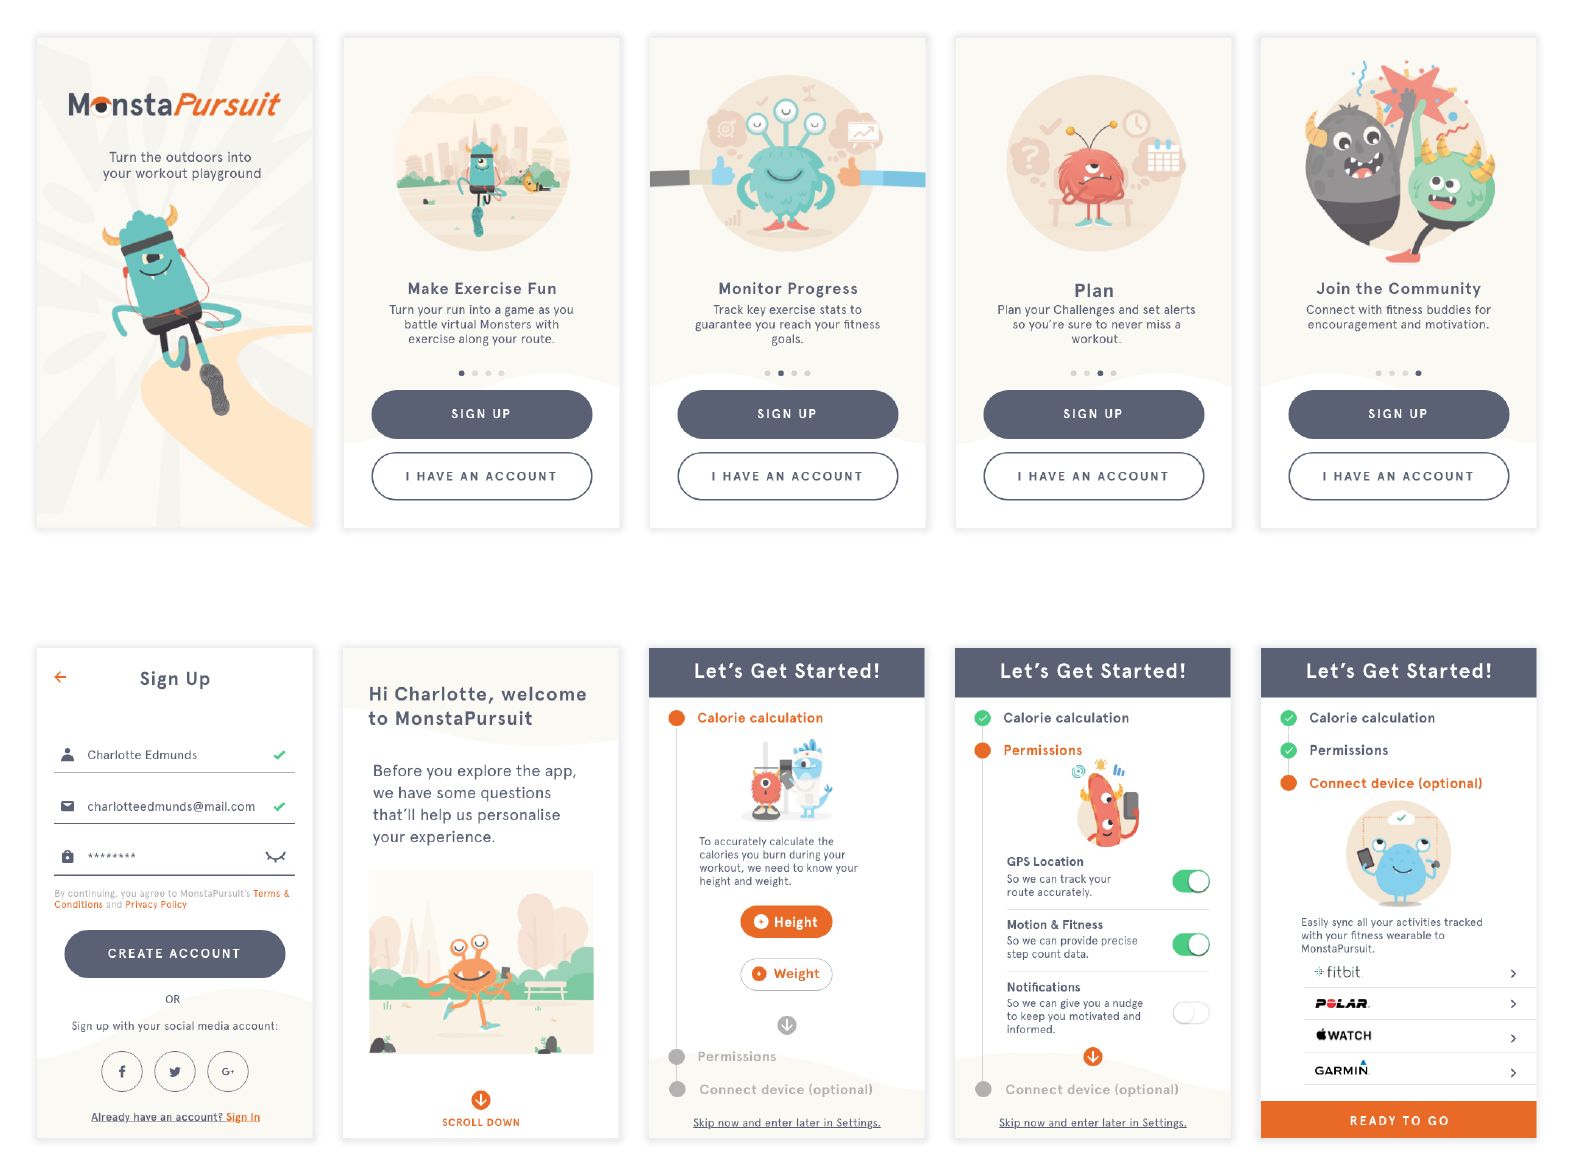 MonstaPursuit
Turn the outdoors into
your workout playground
Make Exercise Fun
Turn your run into a game as you
battle virtual Monsters with
exercise along your route.
SIGN UP
I HAVE AN ACCOUNT
Monitor Progress
Track key exercise stats to
guarantee you reach your fitness
goals.
SIGN UP
I HAVE AN ACCOUNT
?
Plan
Plan your Challenges and set alerts
so you're sure to never miss a
workout.
SIGN UP
I HAVE AN ACCOUNT
Join the Community
Connect with fitness buddies for
encouragement and motivation.
SIGN UP
I HAVE AN ACCOUNT
Sign Up
Charlotte Edmunds
charlotteedmunds@mail.com
********
By continuing, you agree to MonstaPursuit's Terms &
Conditions and Privacy Policy
CREATE ACCOUNT
OR
Sign up with your social media account:
f G+
Already have an account? Sign In
Hi Charlotte, welcome
to MonstaPursuit
Before you explore the app,
we have some questions
that'll help us personalise
your experience.
SCROLL DOWN
Let's Get Started!
Calorie calculation
To accurately calculate the
calories you burn during your
workout, we need to know your
height and weight.
+ Height
+ Weight
Permissions
Connect device (optional)
Skip now and enter later in Settings.
Let's Get Started!
Calorie calculation
Permissions
GPS Location
So we can track your
route accurately.
Motion & Fitness
So we can provide precise
step count data.
Notifications
So we can give you a nudge
to keep you motivated and
informed.
Connect device (optional)
Skip now and enter later in Settings.
Let's Get Started!
Calorie calculation
Permissions
Connect device (optional)
Easily sync all your activities tracked
with your fitness wearable to
MonstaPursuit.
fitbit
POLAR
WATCH
GARMIN
READY TO GO